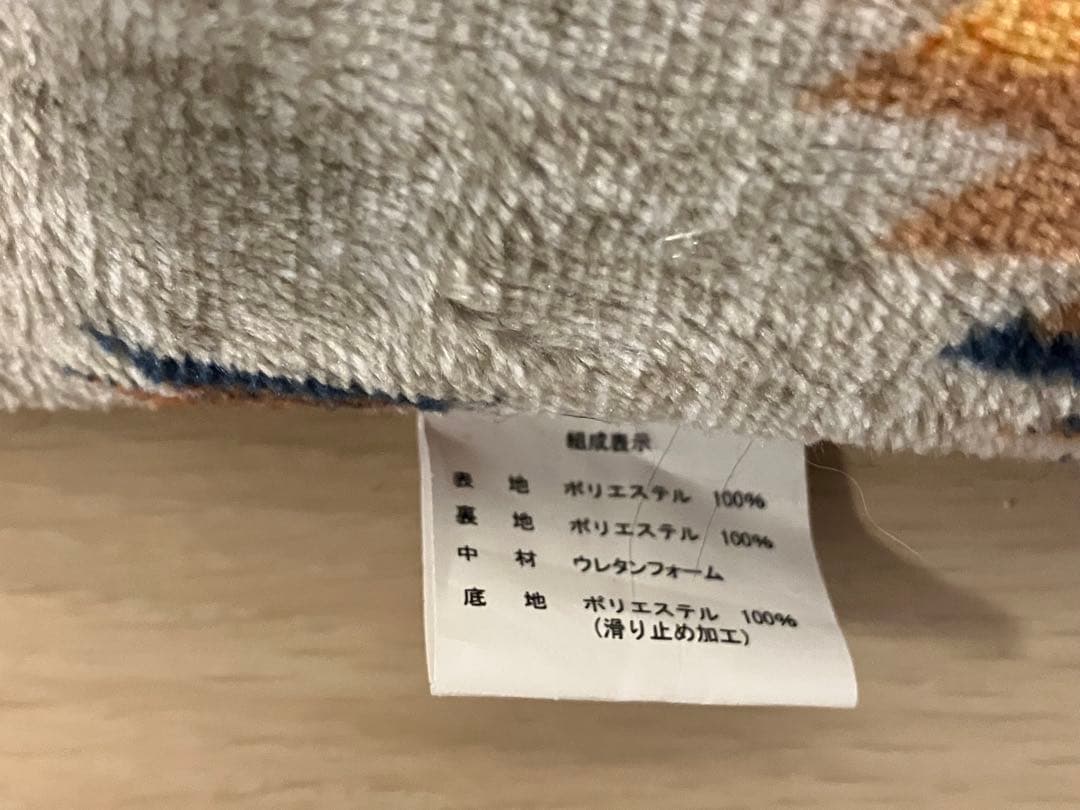 組成表示
表 地 ポリエステル 100%
裏 地 ポリエステル 100%
中 材 ウレタンフォーム
底 地 ポリエステル 100%
(滑り止め加工)